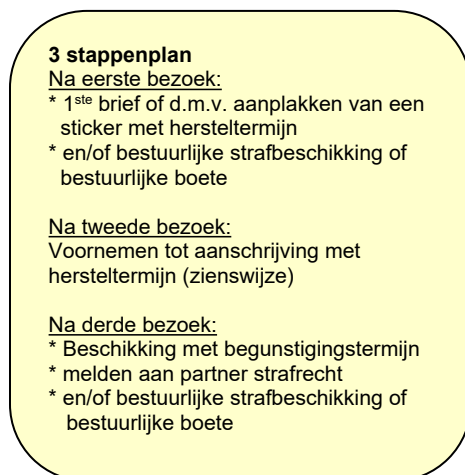 3 stappenplan
Na eerste bezoek:
* 1ste brief of d.m.v. aanplakken van een
sticker met hersteltermijn
* en/of bestuurlijke strafbeschikking of
bestuurlijke boete
Na tweede bezoek:
Voornemen tot aanschrijving met
hersteltermijn (zienswijze)
Na derde bezoek:
* Beschikking met begunstigingstermijn
* melden aan partner strafrecht
* en/of bestuurlijke strafbeschikking of
bestuurlijke boete